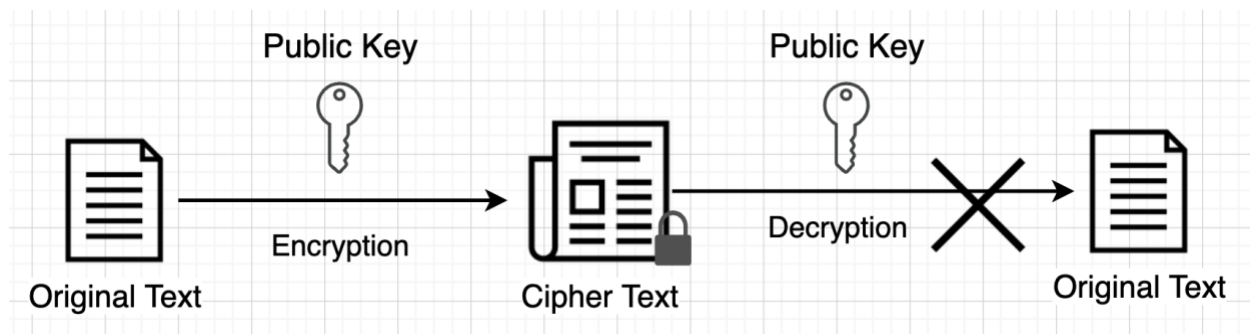 Public Key
Public Key
Encryption
Decryption
Original Text
Cipher Text
Original Text